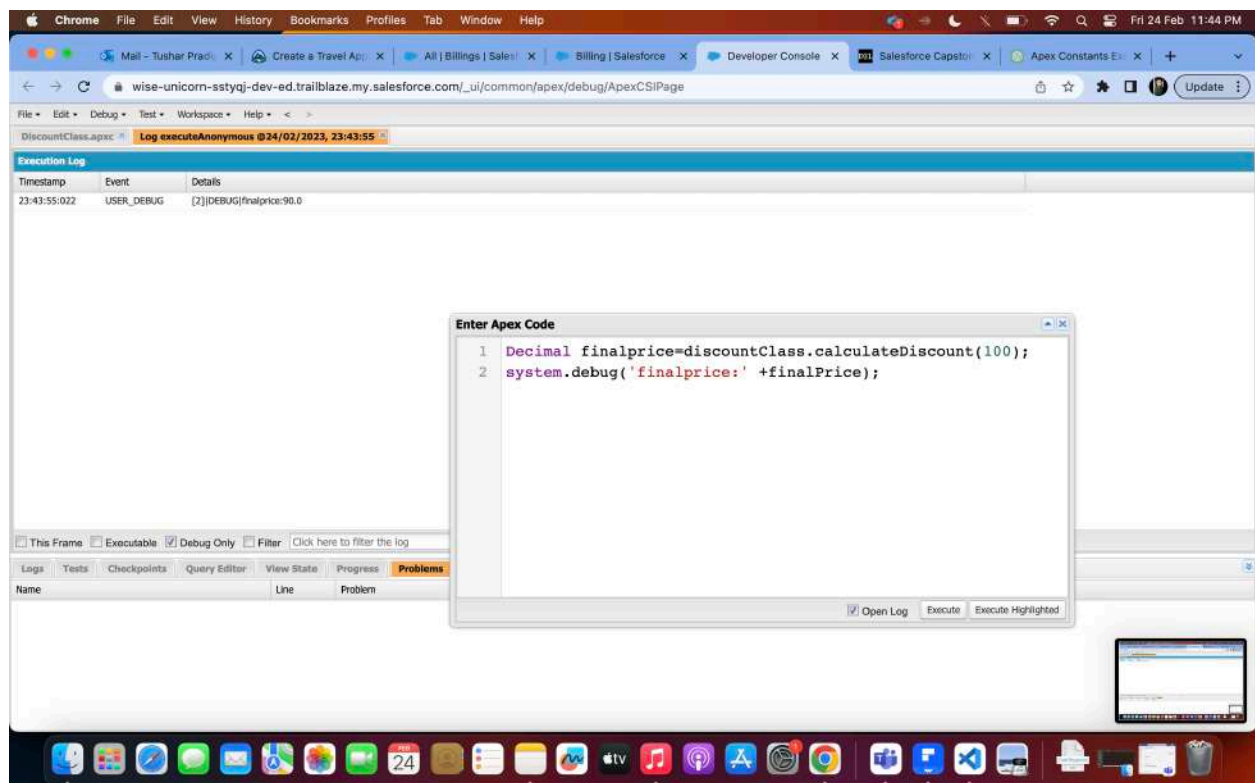 Chrome File Edit View History Bookmarks Profiles Tab Window Help Fri 24 Feb 11:44 PM
Mail – Tushar Prad Create a Travel Ap All | Billings | Sales Billing | Salesforce Developer Console Salesforce Capsto Apex Constants Ex
wise-unicorn-sstyqj-dev-ed.trailblaze.my.salesforce.com/_ui/common/apex/debug/ApexCSIPage Update
File Edit Debug Test Workspace Help < >
DiscountClass.apxc Log executeAnonymous @24/02/2023, 23:43:55
Execution Log
Timestamp Event Details
23:43:55:022 USER_DEBUG [2]|DEBUG|finalprice:90.0
Enter Apex Code
1 Decimal finalprice=discountClass.calculateDiscount(100);
2 system.debug('finalprice:' +finalPrice);
This Frame Executable Debug Only Filter Click here to filter the log
Logs Tests Checkpoints Query Editor View State Progress Problems
Name Line Problem
Open Log Execute Execute Highlighted
FEB
24
tv